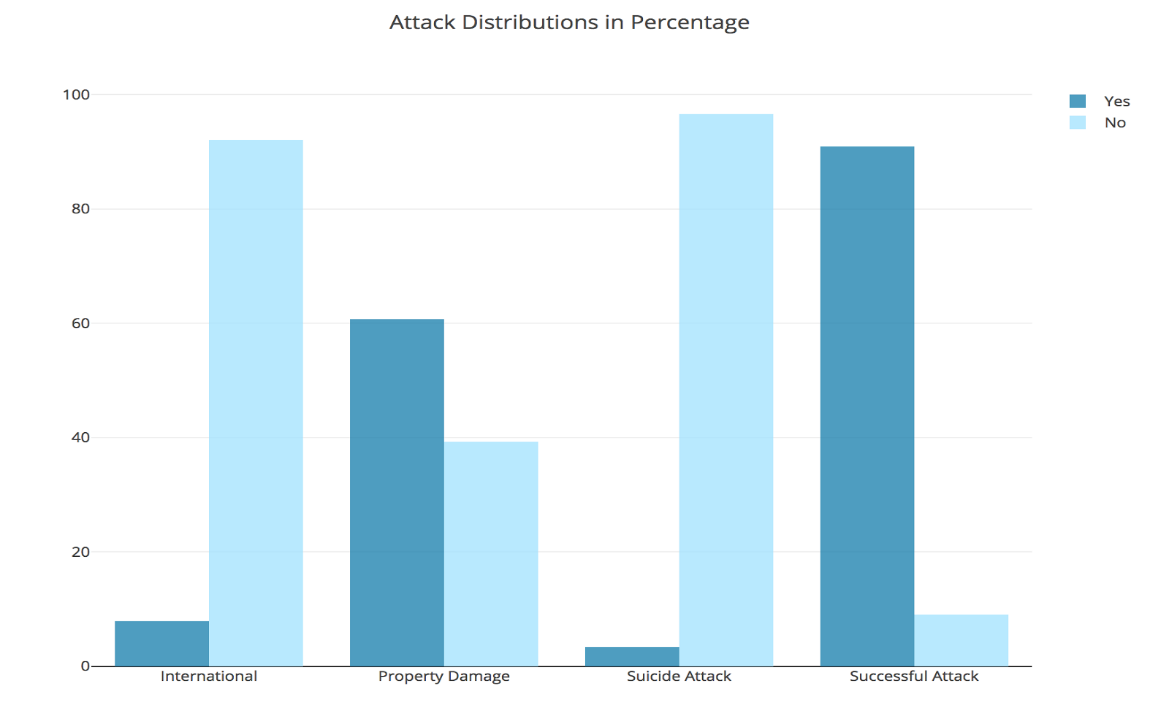 Attack Distributions in Percentage
100
80
60
40
20
0
International
Property Damage
Suicide Attack
Successful Attack
Yes
No